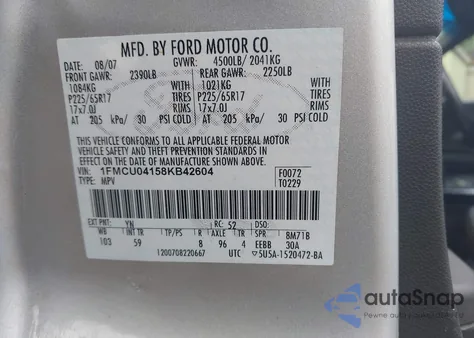 MFD. BY FORD MOTOR CO.
DATE: 08/07 GVWR: 4500LB/ 2041KG
FRONT GAWR: 2390LB REAR GAWR: 2250LB
1084KG 1021KG
P225/65R17 TIRES P225/65R17 TIRES
17x7.0J RIMS 17x7.0J RIMS
AT 205 kPa/ 30 PSI COLD AT 205 kPa/ 30 PSI COLD
THIS VEHICLE CONFORMS TO ALL APPLICABLE FEDERAL MOTOR
VEHICLE SAFETY AND THEFT PREVENTION STANDARDS IN EFFECT ON
THE DATE OF MANUFACTURE SHOWN ABOVE.
VIN: 1FMCU04158KB42604 F0072
TYPE: MPV T0229
EXT PNT: YN RC: 52 DSO:
WB INT TR TP/PS R AXLE TR SPR BM71B
103 59 8 96 4 EEBB 30A
1200708220667 UTC 5U5A-1520472-BA
autoSnap
Pewne auto